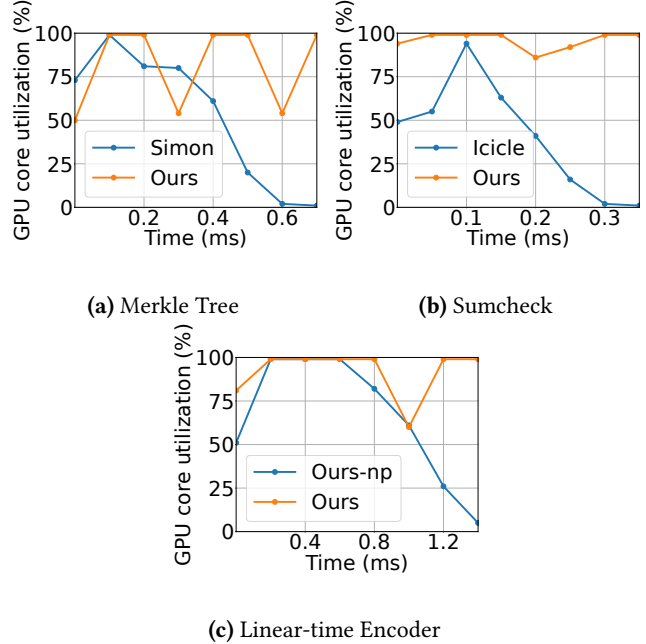 GPU core utilization (%)
100
75
50
25
0
Simon
Ours
0.2 0.4 0.6
Time (ms)
(a) Merkle Tree
GPU core utilization (%)
100
75
50
25
0
Icicle
Ours
0.1 0.2 0.3
Time (ms)
(b) Sumcheck
GPU core utilization (%)
100
75
50
25
0
Ours-np
Ours
0.4 0.8 1.2
Time (ms)
(c) Linear-time Encoder